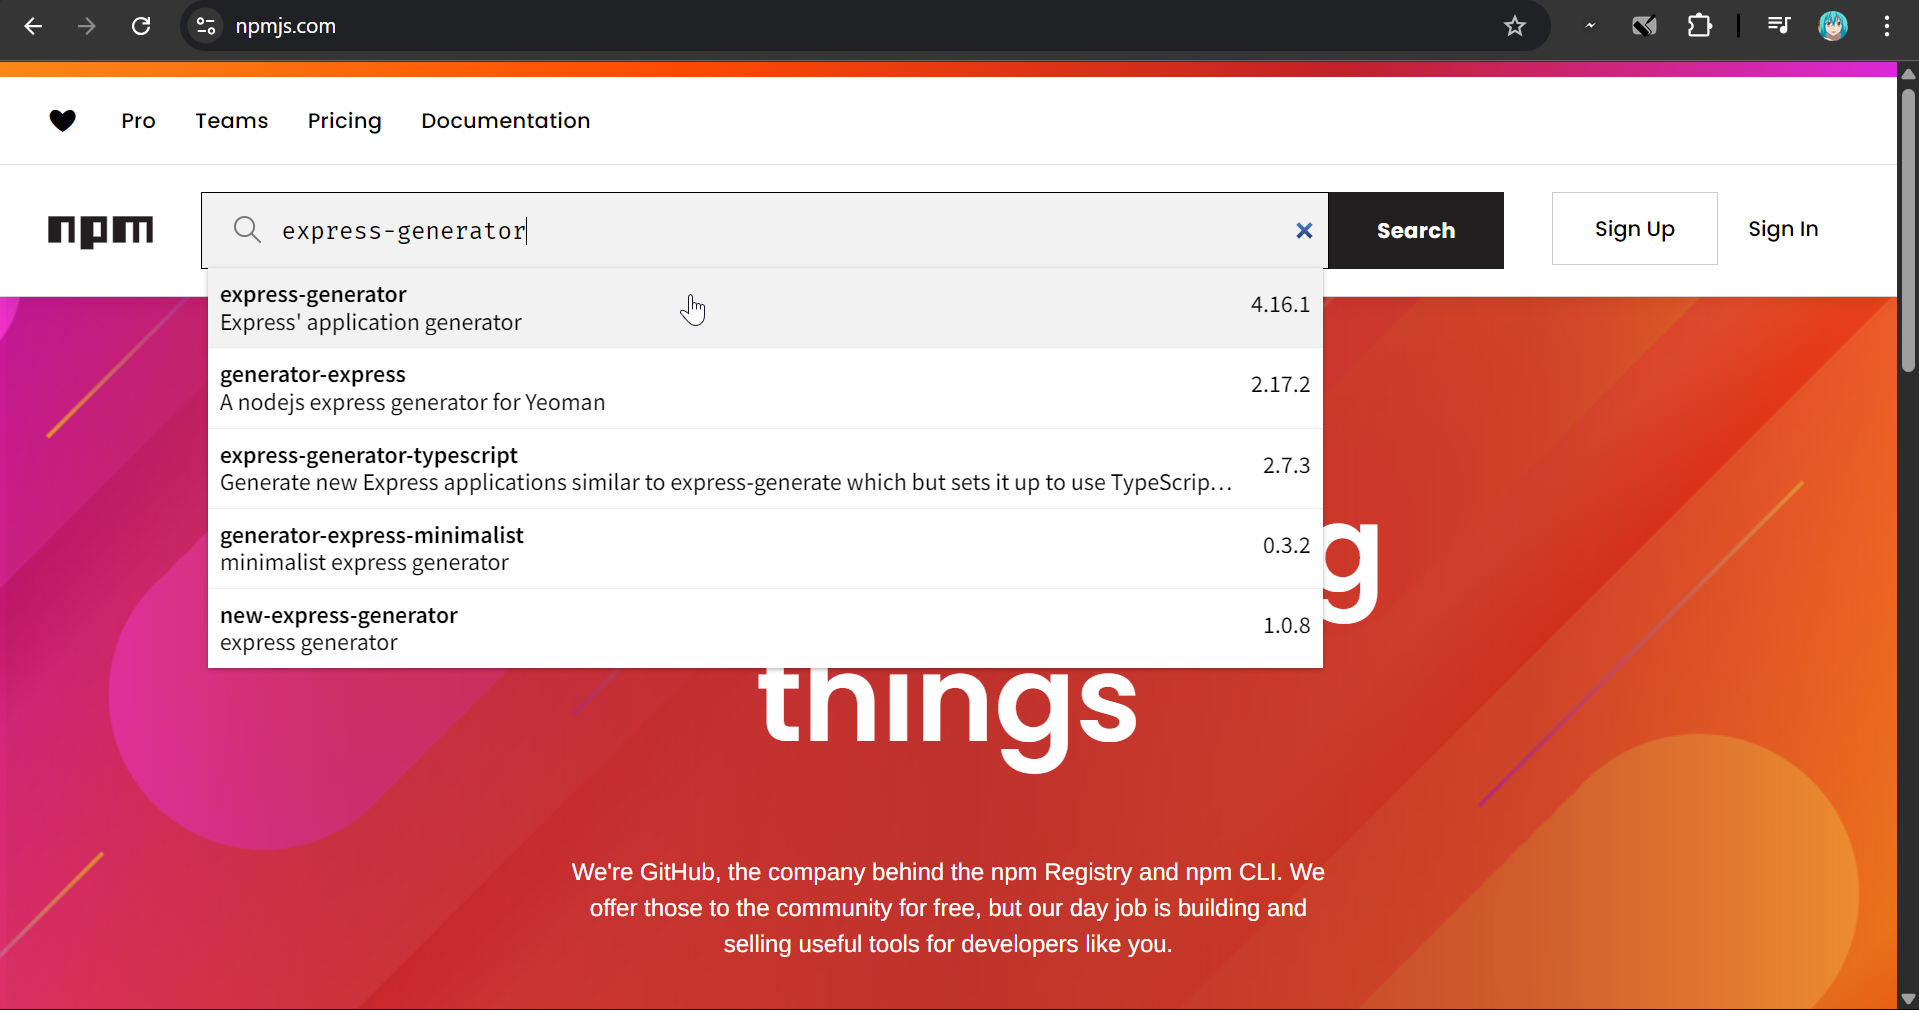 npmjs.com
Pro Teams Pricing Documentation
npm
express-generator
Search
Sign Up
Sign In
express-generator
Express' application generator
4.16.1
generator-express
A nodejs express generator for Yeoman
2.17.2
express-generator-typescript
Generate new Express applications similar to express-generate which but sets it up to use TypeScrip...
2.7.3
generator-express-minimalist
minimalist express generator
0.3.2
new-express-generator
express generator
1.0.8
g
things
We're GitHub, the company behind the npm Registry and npm CLI. We
offer those to the community for free, but our day job is building and
selling useful tools for developers like you.